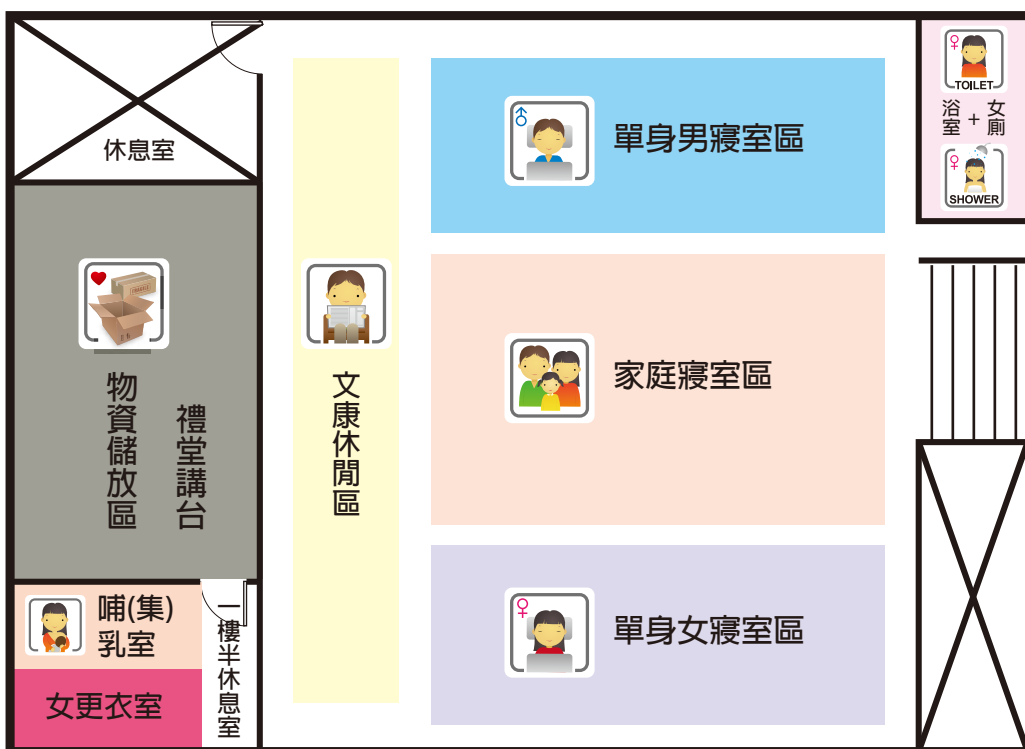 休息室
物資儲放區
禮堂講台
哺(集)
乳室
女更衣室
一樓半休息室
文康休閒區
單身男寢室區
家庭寢室區
單身女寢室區
TOILET
女廁
+
浴室
SHOWER